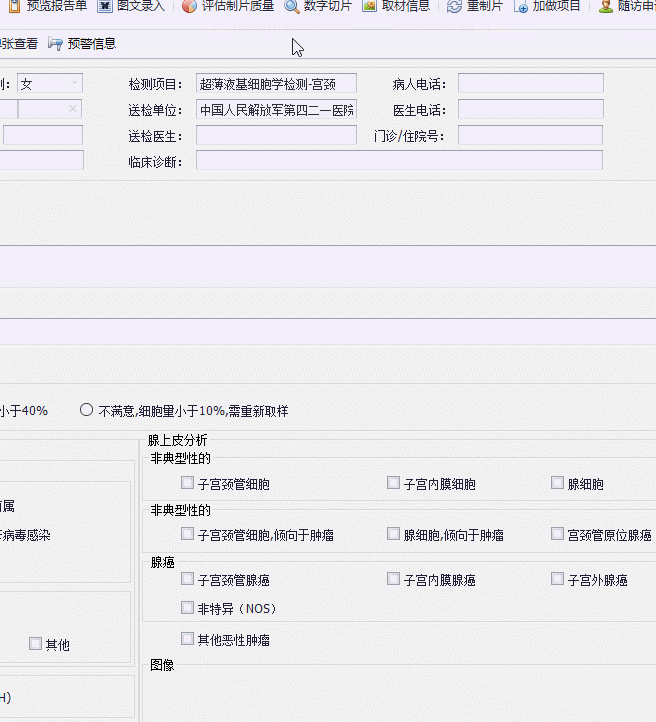 预览报告单 图文录入 评估制片质量 数字切片 取材信息 重制片 加做项目 随访审
张查看 预警信息
别: 女 检测项目: 超薄液基细胞学检测-宫颈 病人电话:
送检单位: 中国人民解放军第四二一医院 医生电话:
送检医生: 门诊/住院号:
临床诊断:
小于40% 不满意,细胞量小于10%,需重新取样
腺上皮分析
非典型性的
子宫颈管细胞 子宫内膜细胞 腺细胞
非典型性的
子宫颈管细胞,倾向于肿瘤 腺细胞,倾向于肿瘤 宫颈管原位腺癌
腺癌
子宫颈管腺癌 子宫内膜腺癌 子宫外腺癌
非特异（NOS）
其他恶性肿瘤
图像
属
病毒感染
其他
H)